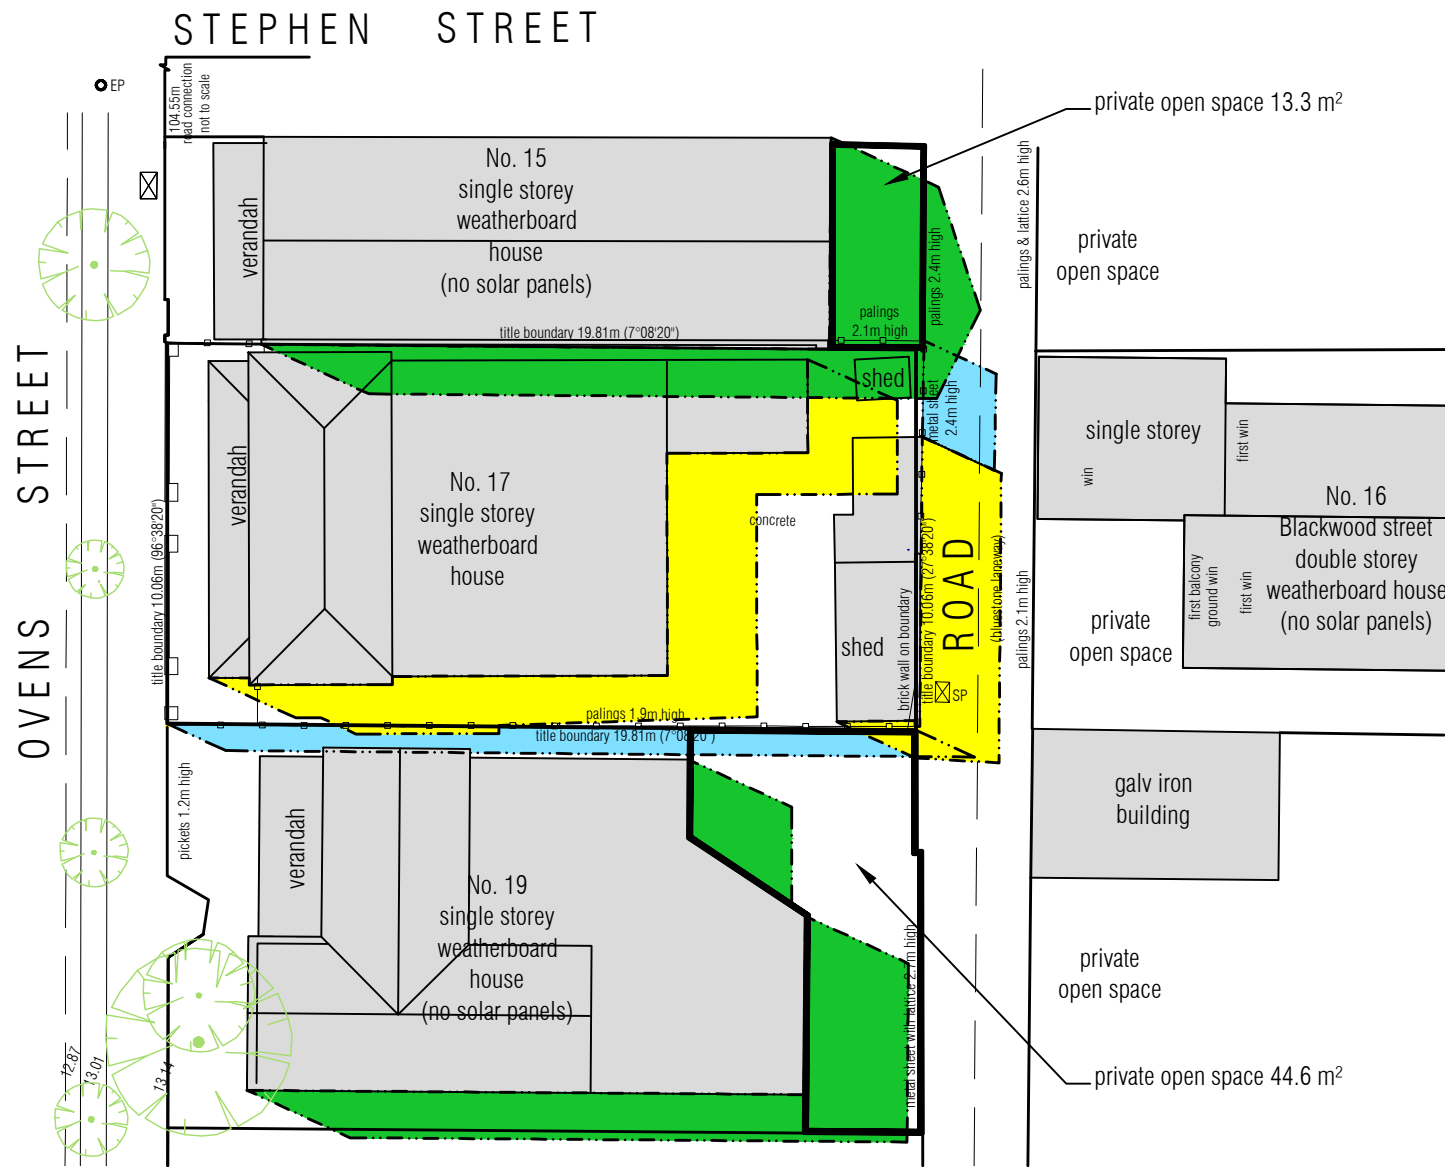 STEPHEN STREET
EP
104.55m
road connection
not to scale
private open space 13.3 m²
No. 15
single storey
weatherboard
house
(no solar panels)
verandah
palings 2.4m high
palings & lattice 2.6m high
private
open space
palings
2.1m high
title boundary 19.81m (7°08'20")
shed
metal sheet
2.4m high
single storey
win
first win
OVENS STREET
verandah
No. 17
single storey
weatherboard
house
concrete
No. 16
Blackwood street
double storey
weatherboard house
(no solar panels)
first balcony
ground win
first win
title boundary 10.06m (96°38'20")
shed
brick wall on boundary
title boundary 10.06m (27°38'20")
ROAD
(bluestone laneway)
palings 2.1m high
private
open space
SP
palings 1.9m high
title boundary 19.81m (7°08'20")
pickets 1.2m high
verandah
galv iron
building
No. 19
single storey
weatherboard
house
(no solar panels)
metal sheet with lattice 2.7m high
private
open space
12.87
13.01
13.14
private open space 44.6 m²